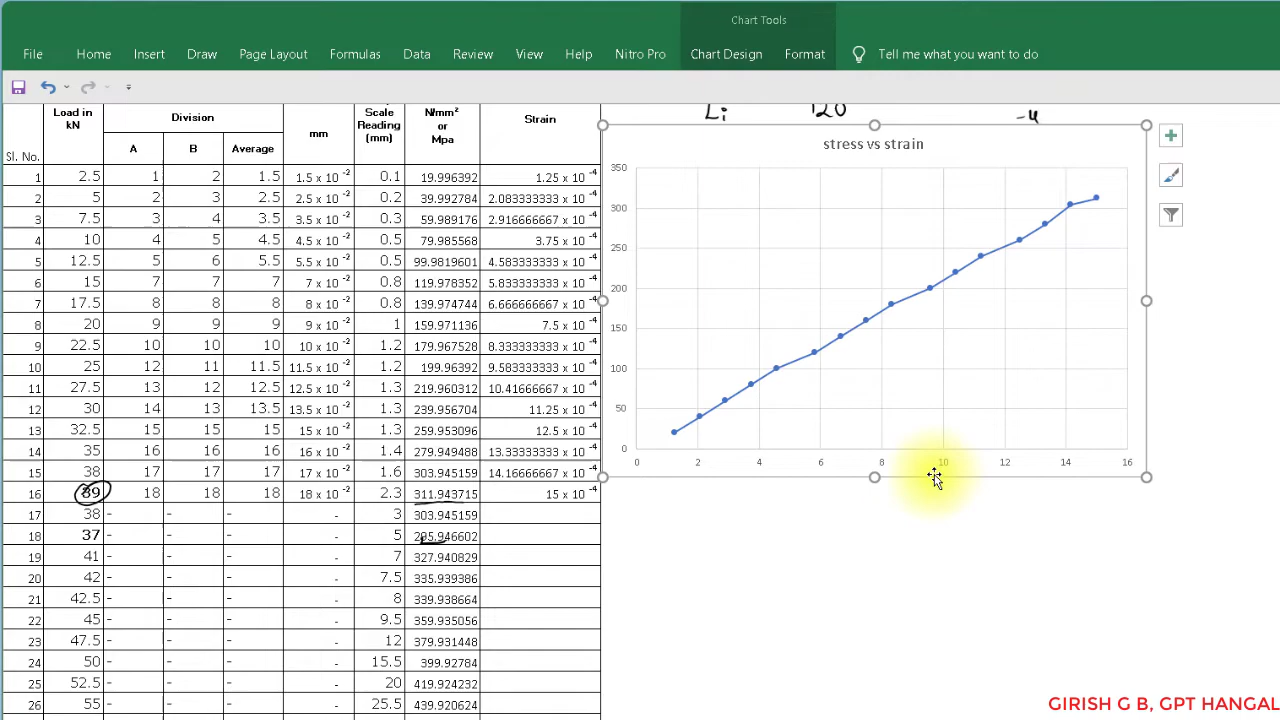 Chart Tools
File Home Insert Draw Page Layout Formulas Data Review View Help Nitro Pro Chart Design Format Tell me what you want to do
Sl. No. Load in kN Division A B Average mm Scale Reading (mm) N/mm² or Mpa Strain
1 2.5 1 2 1.5 1.5 x 10 -2 0.1 19.996392 1.25 x 10 -4
2 5 2 3 2.5 2.5 x 10 -2 0.2 39.992784 2.083333333 x 10 -4
3 7.5 3 4 3.5 3.5 x 10 -2 0.3 59.989176 2.916666667 x 10 -4
4 10 4 5 4.5 4.5 x 10 -2 0.5 79.985568 3.75 x 10 -4
5 12.5 5 6 5.5 5.5 x 10 -2 0.5 99.9819601 4.583333333 x 10 -4
6 15 7 7 7 7 x 10 -2 0.8 119.978352 5.833333333 x 10 -4
7 17.5 8 8 8 8 x 10 -2 0.8 139.974744 6.666666667 x 10 -4
8 20 9 9 9 9 x 10 -2 1 159.971136 7.5 x 10 -4
9 22.5 10 10 10 10 x 10 -2 1.2 179.967528 8.333333333 x 10 -4
10 25 12 11 11.5 11.5 x 10 -2 1.2 199.96392 9.583333333 x 10 -4
11 27.5 13 12 12.5 12.5 x 10 -2 1.3 219.960312 10.41666667 x 10 -4
12 30 14 13 13.5 13.5 x 10 -2 1.3 239.956704 11.25 x 10 -4
13 32.5 15 15 15 15 x 10 -2 1.3 259.953096 12.5 x 10 -4
14 35 16 16 16 16 x 10 -2 1.4 279.949488 13.33333333 x 10 -4
15 38 17 17 17 17 x 10 -2 1.6 303.945159 14.16666667 x 10 -4
16 39 18 18 18 18 x 10 -2 2.3 311.943715 15 x 10 -4
17 38 - - - - 3 303.945159
18 37 - - - - 5 295.946602
19 41 - - - - 7 327.940829
20 42 - - - - 7.5 335.939386
21 42.5 - - - - 8 339.938664
22 45 - - - - 9.5 359.935056
23 47.5 - - - - 12 379.931448
24 50 - - - - 15.5 399.92784
25 52.5 - - - - 20 419.924232
26 55 - - - - 25.5 439.920624
Li 120 -4
stress vs strain
350
300
250
200
150
100
50
0
0 2 4 6 8 10 12 14 16
GIRISH G B, GPT HANGAL